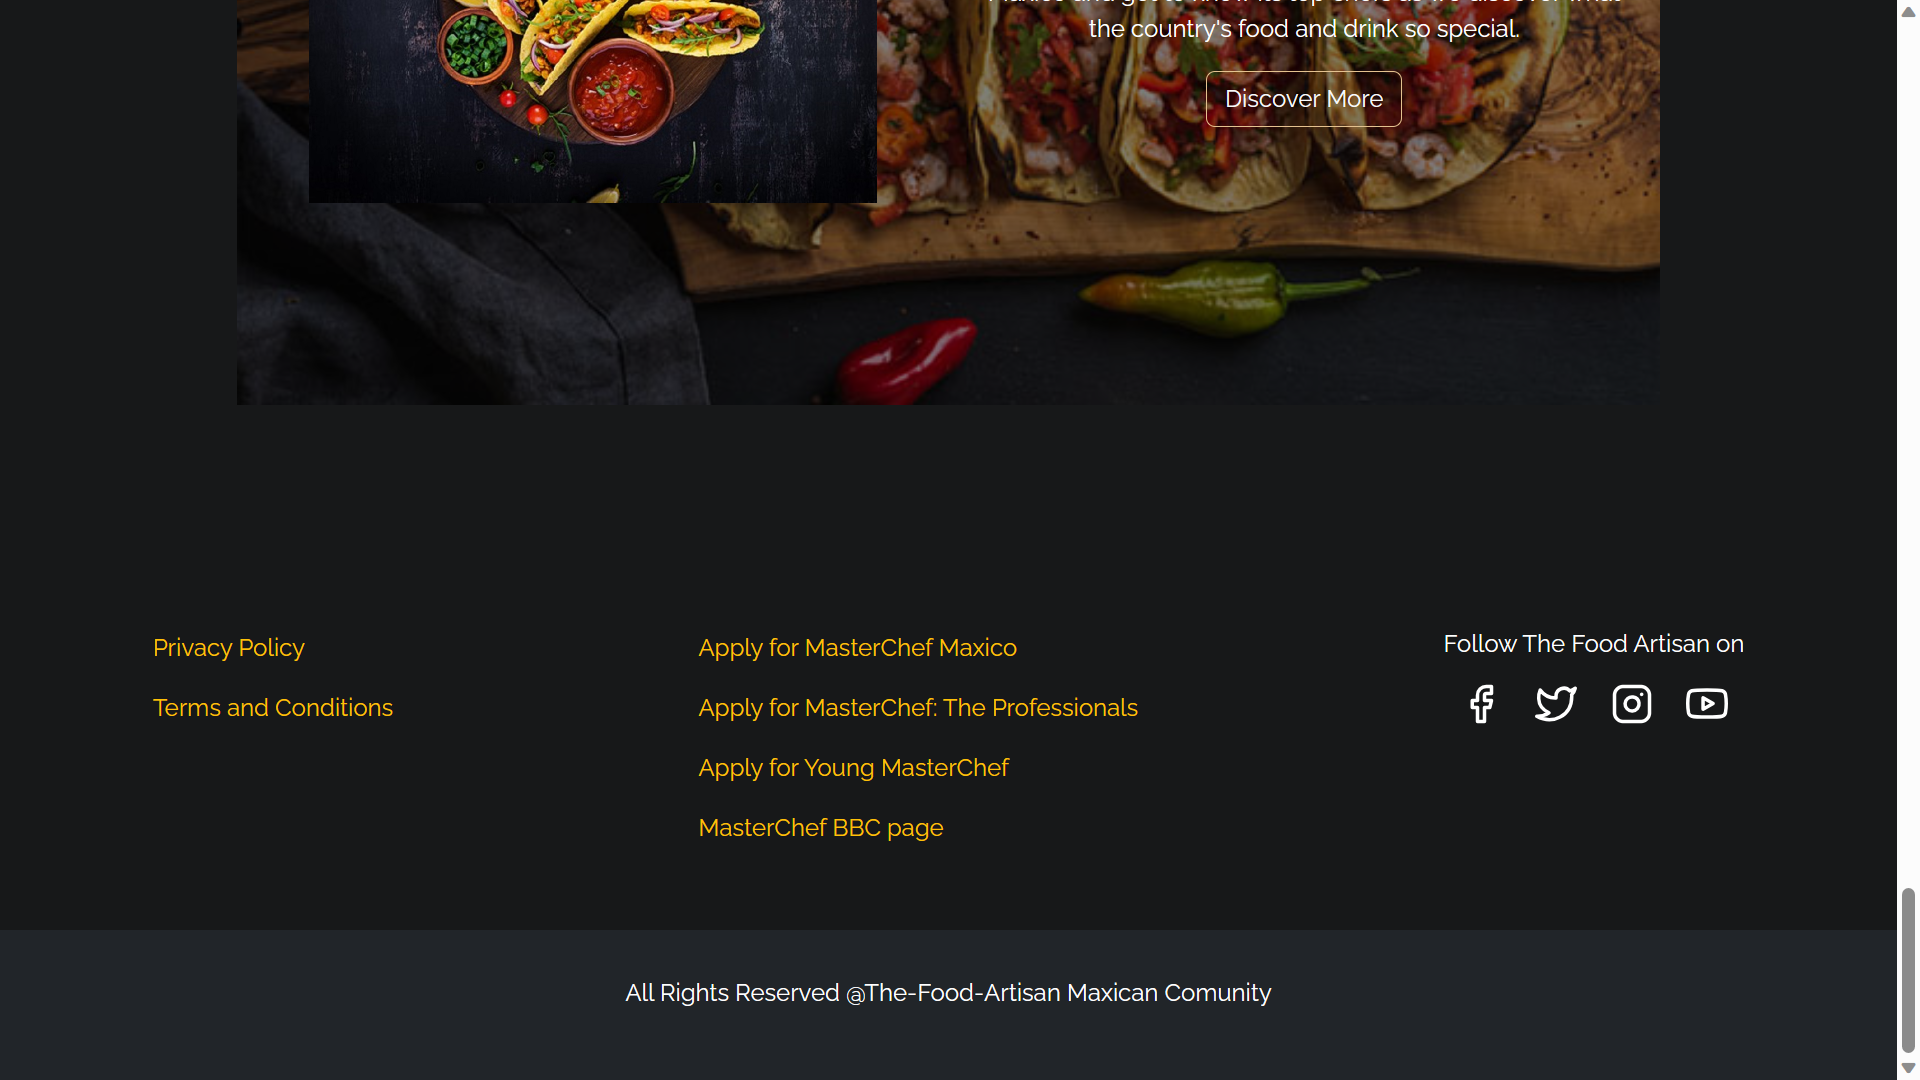 the country's food and drink so special.
Discover More
Privacy Policy
Terms and Conditions
Apply for MasterChef Maxico
Apply for MasterChef: The Professionals
Apply for Young MasterChef
MasterChef BBC page
Follow The Food Artisan on
All Rights Reserved @The-Food-Artisan Maxican Comunity